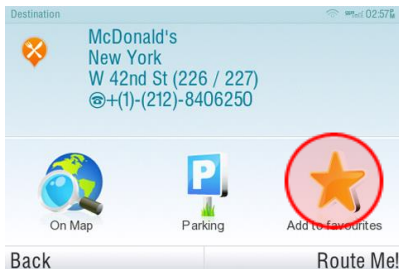 Destination
02:57PM
McDonald's
New York
W 42nd St (226 / 227)
☎+(1)-(212)-8406250
P
On Map
Parking
Add to favourites
Back
Route Me!